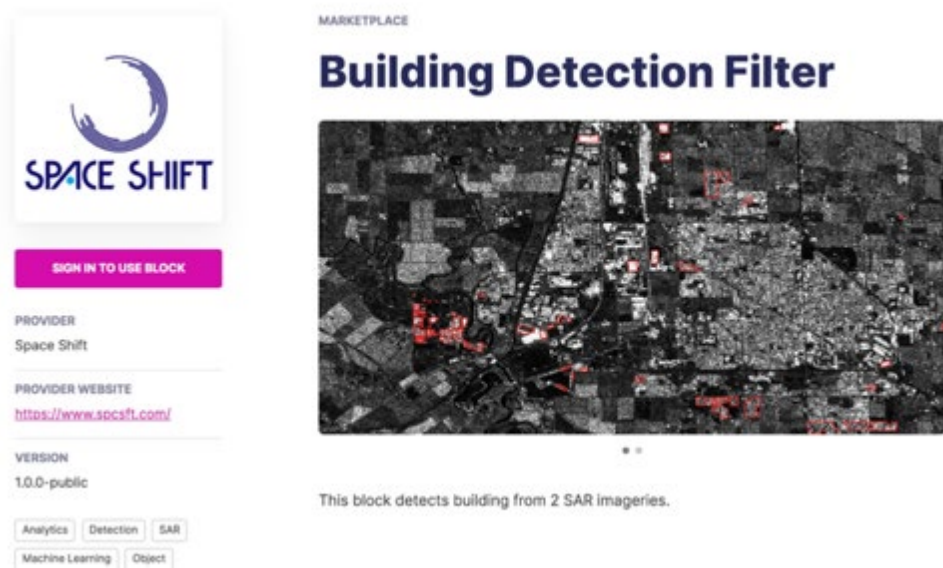 SPACE SHIFT
SIGN IN TO USE BLOCK
PROVIDER
Space Shift
PROVIDER WEBSITE
https://www.spcsft.com/
VERSION
1.0.0-public
Analytics Detection SAR
Machine Learning Object
MARKETPLACE
Building Detection Filter
This block detects building from 2 SAR imageries.